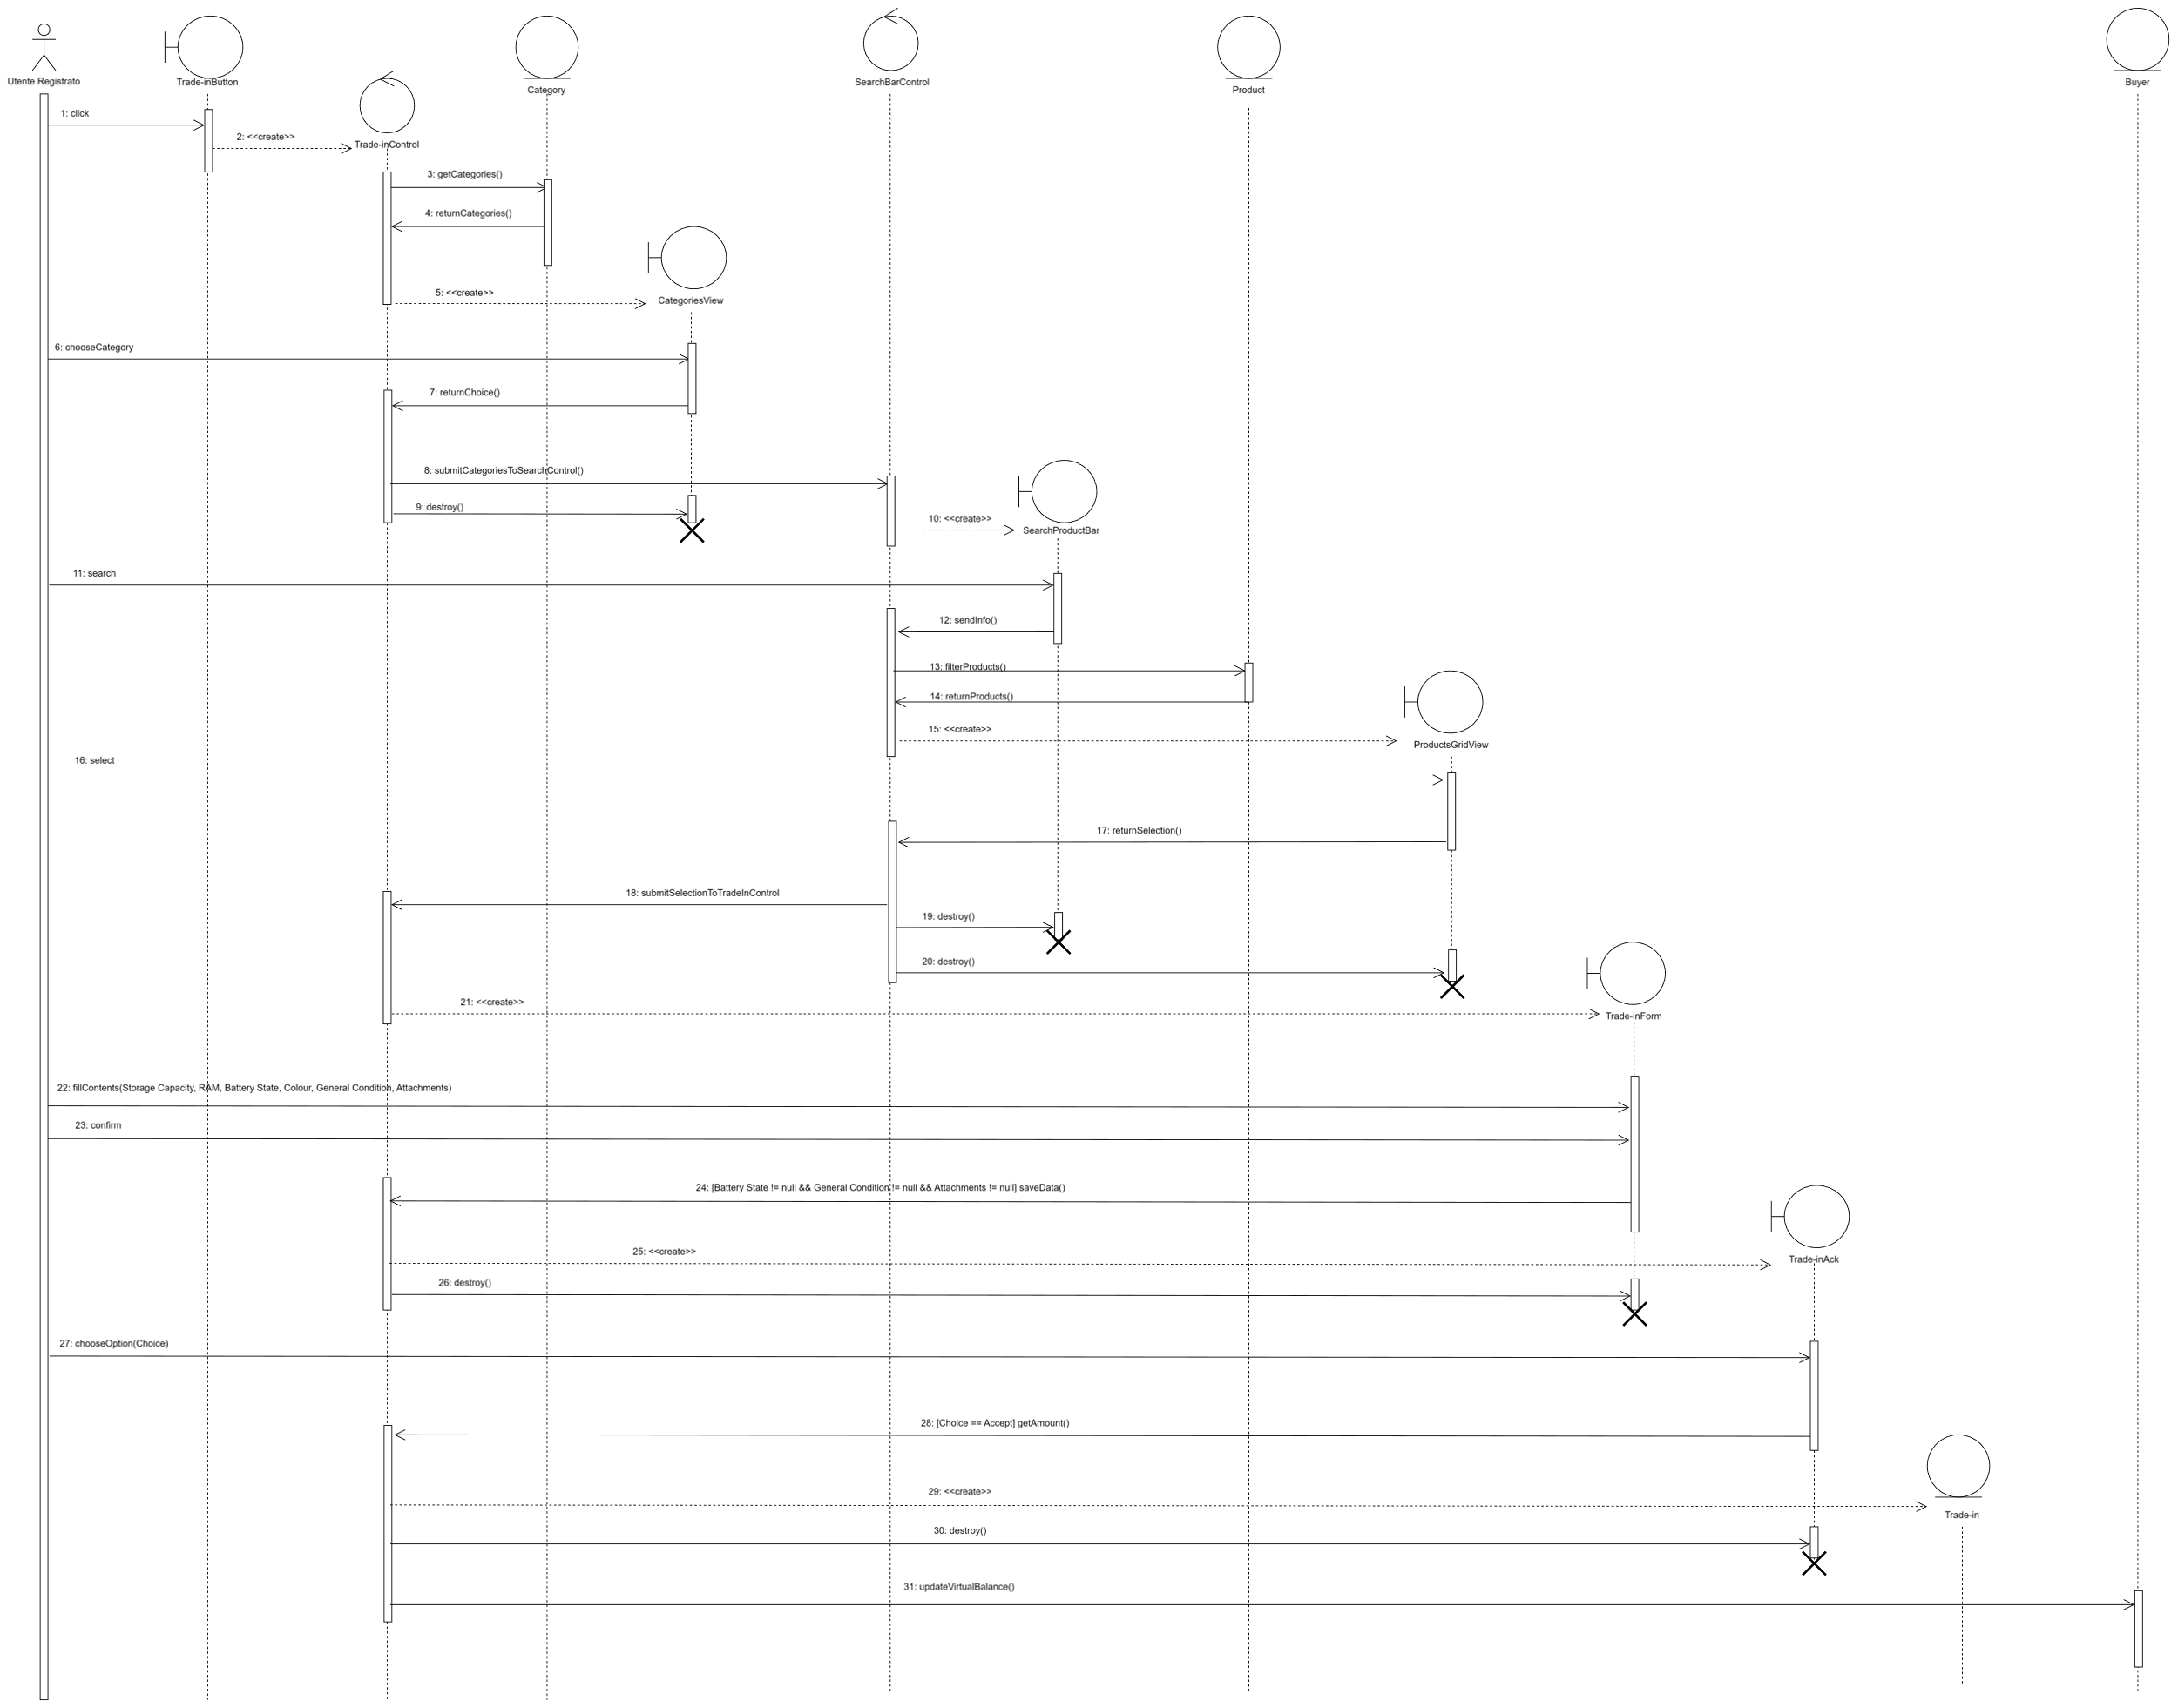 Utente Registrato
Trade-inButton
Category
SearchBarControl
Product
Buyer
1: click
2: <<create>>
Trade-inControl
3: getCategories()
4: returnCategories()
5: <<create>>
CategoriesView
6: chooseCategory
7: returnChoice()
8: submitCategoriesToSearchControl()
9: destroy()
10: <<create>>
SearchProductBar
11: search
12: sendInfo()
13: filterProducts()
14: returnProducts()
15: <<create>>
ProductsGridView
16: select
17: returnSelection()
18: submitSelectionToTradeInControl
19: destroy()
20: destroy()
21: <<create>>
Trade-inForm
22: fillContents(Storage Capacity, RAM, Battery State, Colour, General Condition, Attachments)
23: confirm
24: [Battery State != null && General Condition != null && Attachments != null] saveData()
25: <<create>>
Trade-inAck
26: destroy()
27: chooseOption(Choice)
28: [Choice == Accept] getAmount()
29: <<create>>
Trade-in
30: destroy()
31: updateVirtualBalance()